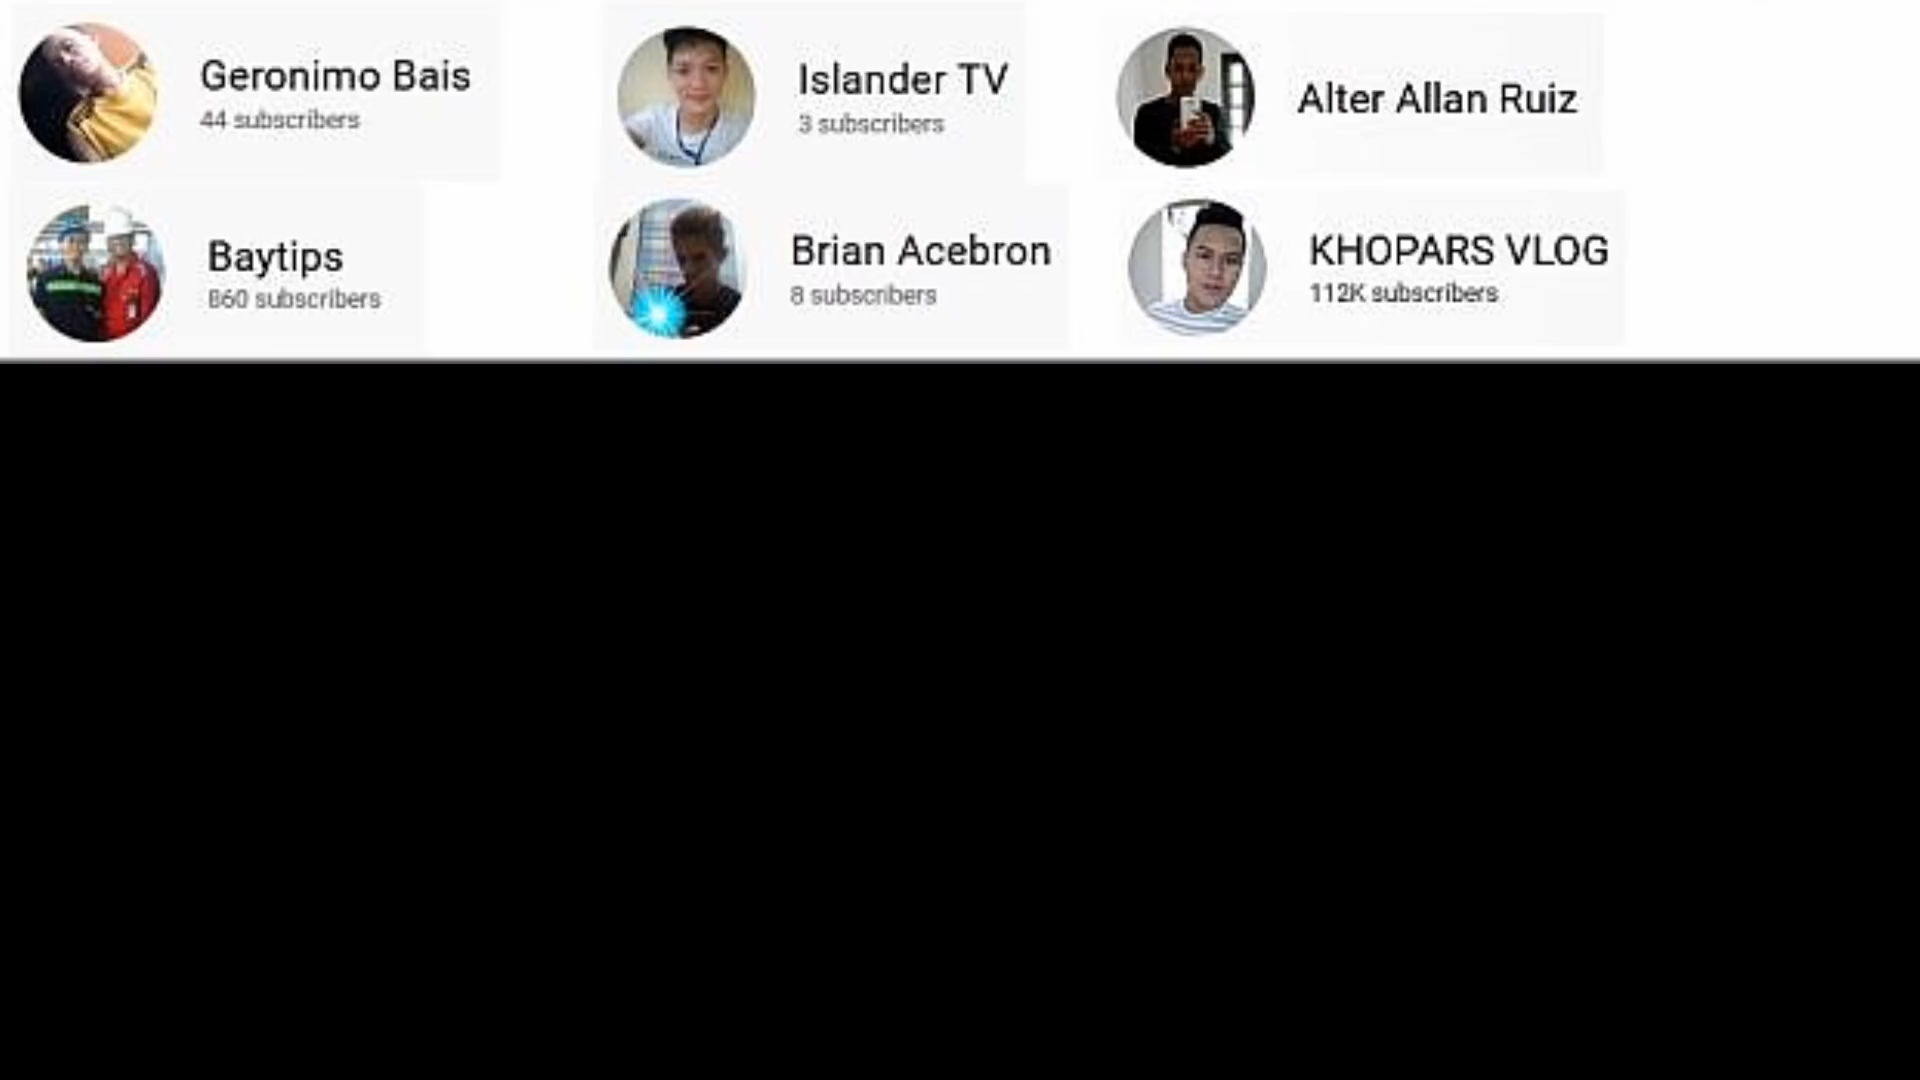 Geronimo Bais
44 subscribers
Islander TV
3 subscribers
Alter Allan Ruiz
Baytips
860 subscribers
Brian Acebron
8 subscribers
KHOPARS VLOG
112K subscribers